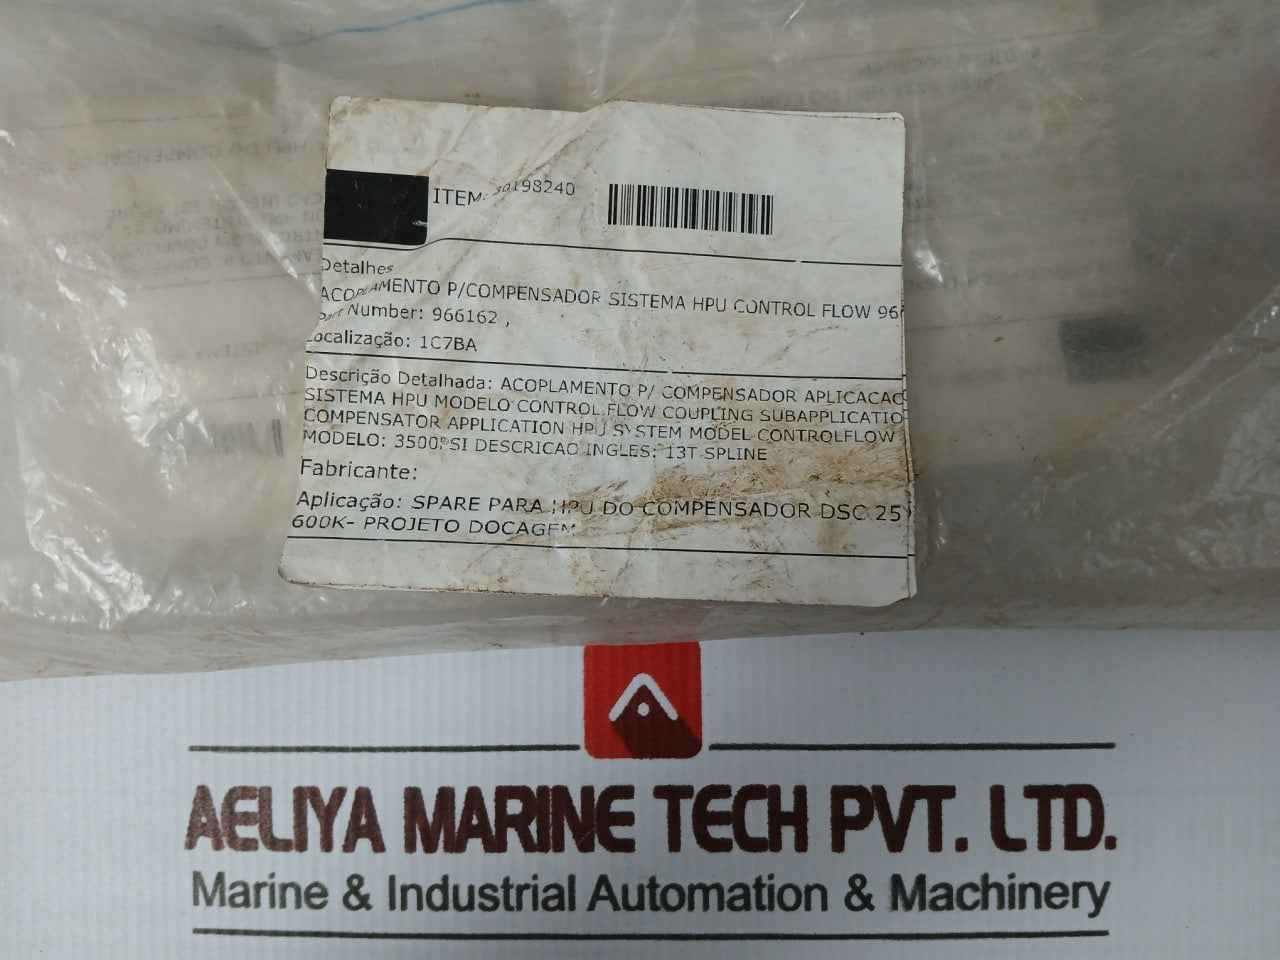 ITEM: 30198240
Detalhes
ACOPLAMENTO P/COMPENSADOR SISTEMA HPU CONTROL FLOW 96
Part Number: 966162 ,
Localização: 1C7BA
Descrição Detalhada: ACOPLAMENTO P/ COMPENSADOR APLICACAO
SISTEMA HPU MODELO CONTROL FLOW COUPLING SUBAPPLICATIO
COMPENSATOR APPLICATION HPU SYSTEM MODEL CONTROLFLOW
MODELO: 3500PSI DESCRICAO INGLES: 13T-SPLINE
Fabricante:
Aplicação: SPARE PARA HPU DO COMPENSADOR DSC 25
600K- PROJETO DOCAGEM
AELIYA MARINE TECH PVT. LTD.
Marine & Industrial Automation & Machinery